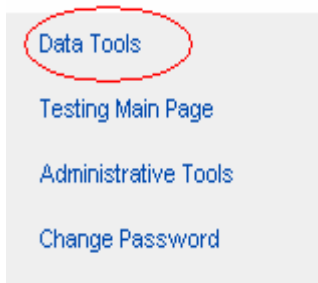 Data Tools
Testing Main Page
Administrative Tools
Change Password